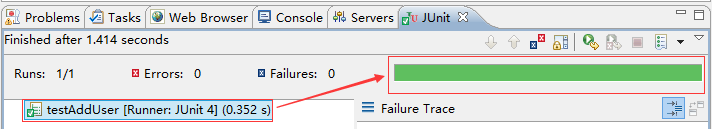 Problems Tasks Web Browser Console Servers JUnit
Finished after 1.414 seconds
Runs: 1/1 Errors: 0 Failures: 0
testAddUser [Runner: JUnit 4] (0.352 s) Failure Trace